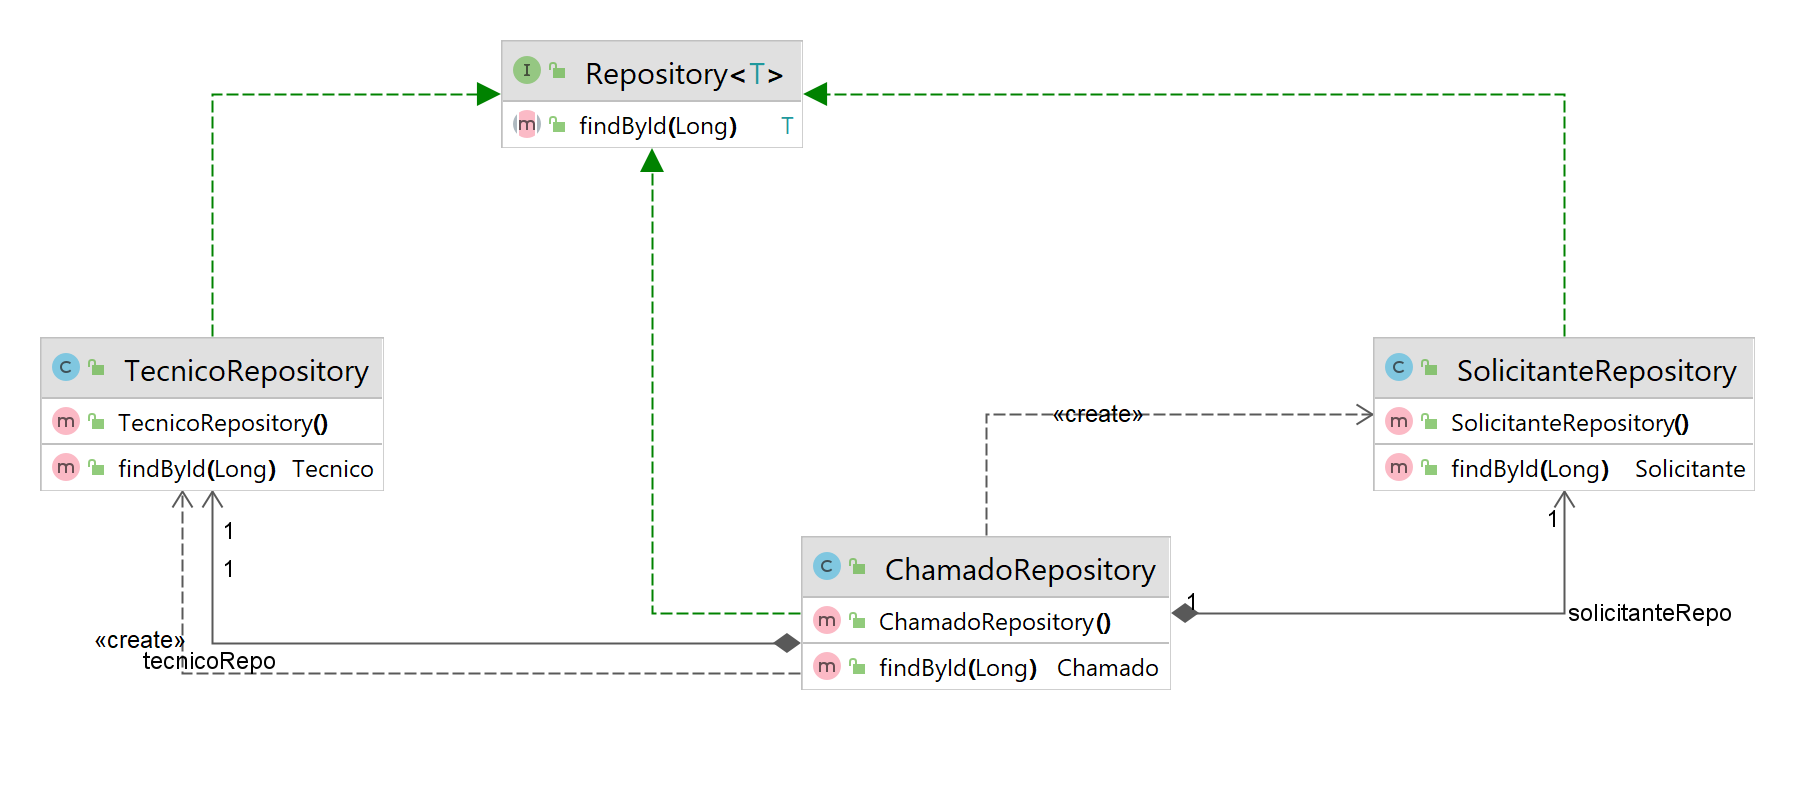 I Repository<T>
m findById(Long) T
C TecnicoRepository
m TecnicoRepository()
m findById(Long) Tecnico
C SolicitanteRepository
m SolicitanteRepository()
m findById(Long) Solicitante
«create»
1
1
1
C ChamadoRepository
m ChamadoRepository()
m findById(Long) Chamado
1
solicitanteRepo
«create»
tecnicoRepo